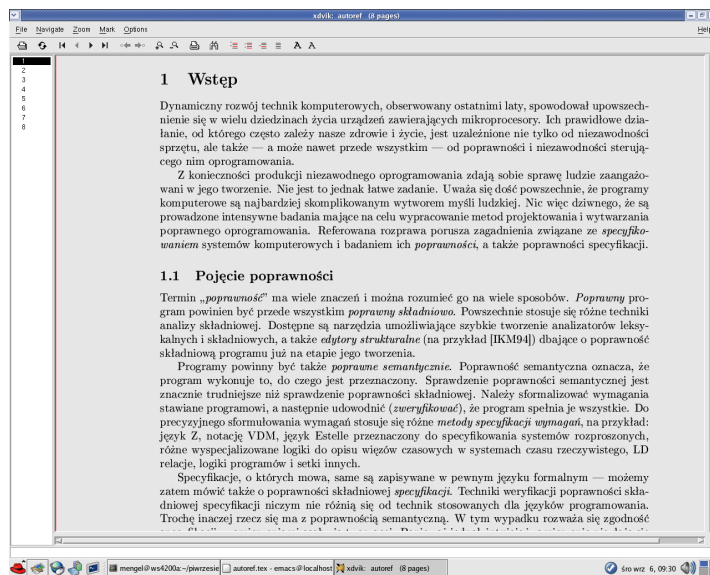 xdvik: autoref (8 pages)
File Navigate Zoom Mark Options Help
1
2
3
4
5
6
7
8
1 Wstęp
Dynamiczny rozwój technik komputerowych, obserwowany ostatnimi laty, spowodował upowszech-
nienie się w wielu dziedzinach życia urządzeń zawierających mikroprocesory. Ich prawidłowe dzia-
łanie, od którego często zależy nasze zdrowie i życie, jest uzależnione nie tylko od niezawodności
sprzętu, ale także — a może nawet przede wszystkim — od poprawności i niezawodności sterują-
cego nim oprogramowania.
Z konieczności produkcji niezawodnego oprogramowania zdają sobie sprawę ludzie zaangażo-
wani w jego tworzenie. Nie jest to jednak łatwe zadanie. Uważa się dość powszechnie, że programy
komputerowe są najbardziej skomplikowanym wytworem myśli ludzkiej. Nic więc dziwnego, że są
prowadzone intensywne badania mające na celu wypracowanie metod projektowania i wytwarzania
poprawnego oprogramowania. Referowana rozprawa porusza zagadnienia związane ze specyfiko-
waniem systemów komputerowych i badaniem ich poprawności, a także poprawności specyfikacji.
1.1 Pojęcie poprawności
Termin „poprawność” ma wiele znaczeń i można rozumieć go na wiele sposobów. Poprawny pro-
gram powinien być przede wszystkim poprawny składniowo. Powszechnie stosuje się różne techniki
analizy składniowej. Dostępne są narzędzia umożliwiające szybkie tworzenie analizatorów leksy-
kalnych i składniowych, a także edytory strukturalne (na przykład [IKM94]) dbające o poprawność
składniową programu już na etapie jego tworzenia.
Programy powinny być także poprawne semantycznie. Poprawność semantyczna oznacza, że
program wykonuje to, do czego jest przeznaczony. Sprawdzenie poprawności semantycznej jest
znacznie trudniejsze niż sprawdzenie poprawności składniowej. Należy sformalizować wymagania
stawiane programowi, a następnie udowodnić (zweryfikować), że program spełnia je wszystkie. Do
precyzyjnego sformułowania wymagań stosuje się różne metody specyfikacji wymagań, na przykład:
język Z, notację VDM, język Estelle przeznaczony do specyfikowania systemów rozproszonych,
różne wyspecjalizowane logiki do opisu więzów czasowych w systemach czasu rzeczywistego, LD
relacje, logiki programów i setki innych.
Specyfikacje, o których mowa, same są zapisywane w pewnym języku formalnym — możemy
zatem mówić także o poprawności składniowej specyfikacji. Techniki weryfikacji poprawności skła-
dniowej specyfikacji niczym nie różnią się od technik stosowanych dla języków programowania.
Trochę inaczej rzecz się ma z poprawnością semantyczną. W tym wypadku rozważa się zgodność
mengel@ws4200a:~/piwrzesie autoref.tex - emacs@localhost xdvik: autoref (8 pages) śro wrz 6, 09:30